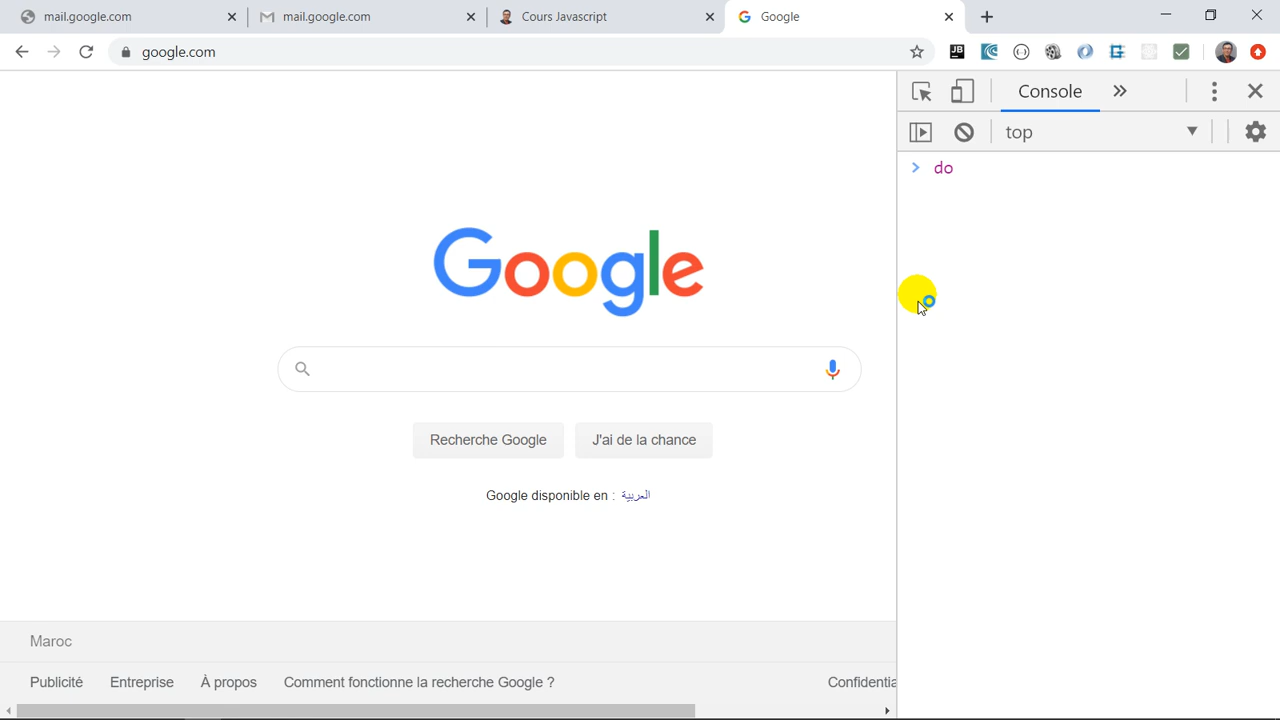 mail.google.com
mail.google.com
Cours Javascript
Google
google.com
JB
Console
top
do
Google
Recherche Google
J'ai de la chance
Google disponible en : العربية
Maroc
Publicité
Entreprise
À propos
Comment fonctionne la recherche Google ?
Confidentia